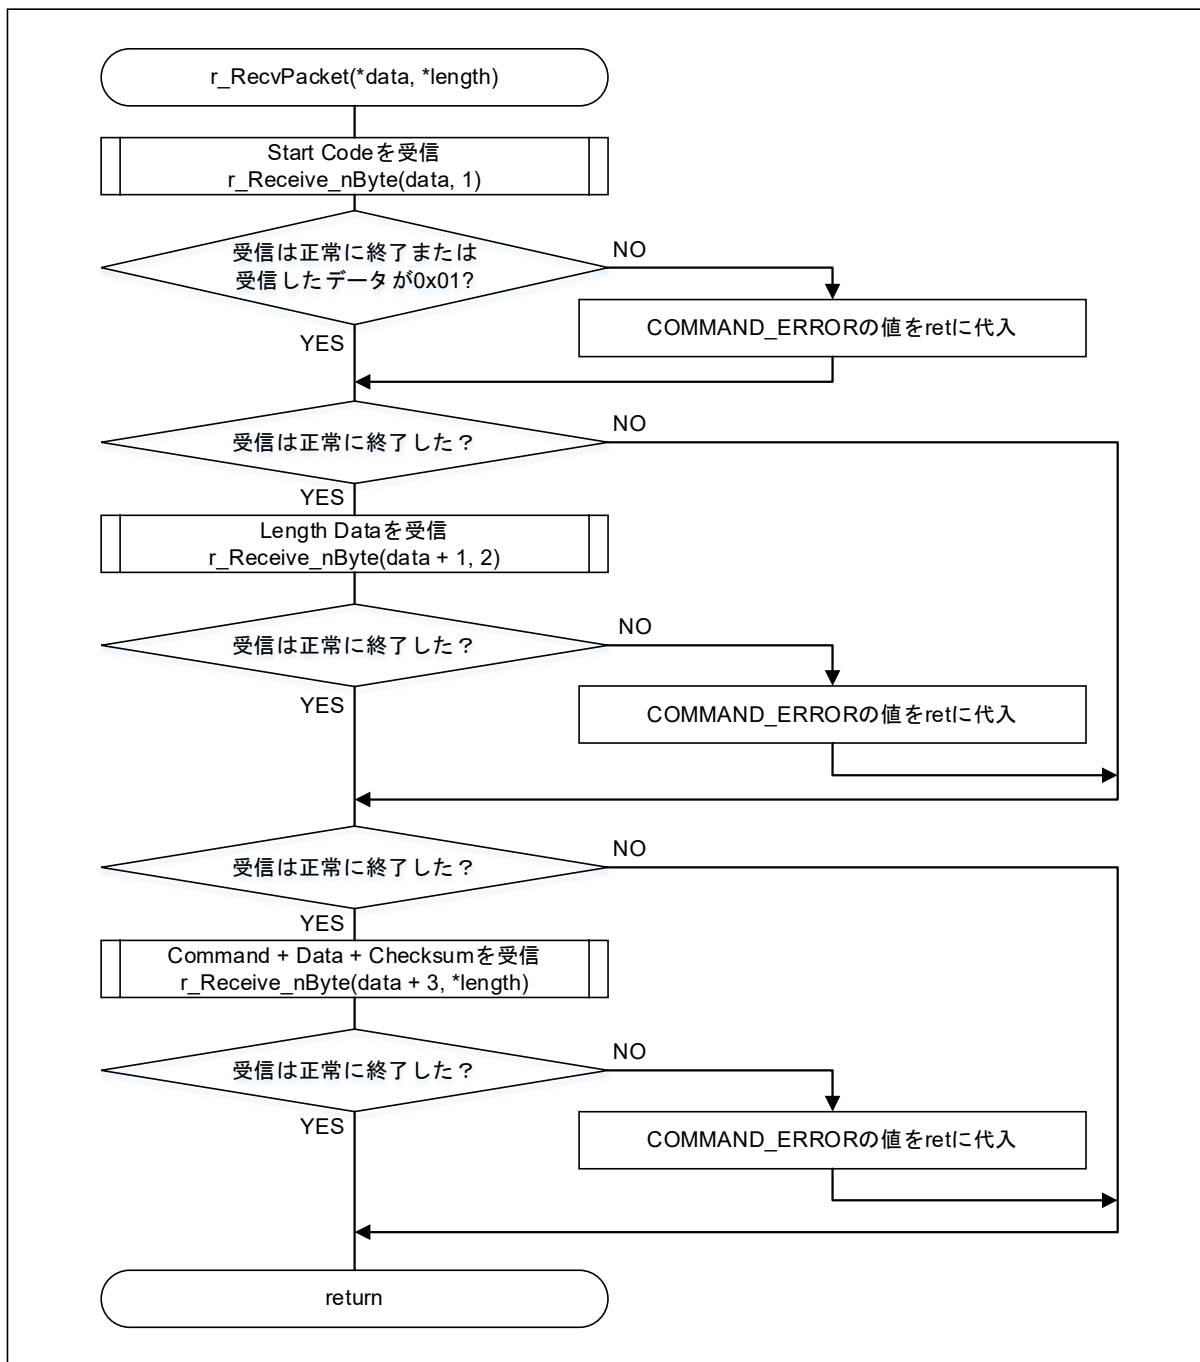 r_RecvPacket(*data, *length)
Start Codeを受信
r_Receive_nByte(data, 1)
受信は正常に終了または
受信したデータが0x01?
NO
COMMAND_ERRORの値をretに代入
YES
受信は正常に終了した？
NO
YES
Length Dataを受信
r_Receive_nByte(data + 1, 2)
受信は正常に終了した？
NO
YES
COMMAND_ERRORの値をretに代入
受信は正常に終了した？
NO
YES
Command + Data + Checksumを受信
r_Receive_nByte(data + 3, *length)
受信は正常に終了した？
NO
YES
COMMAND_ERRORの値をretに代入
return